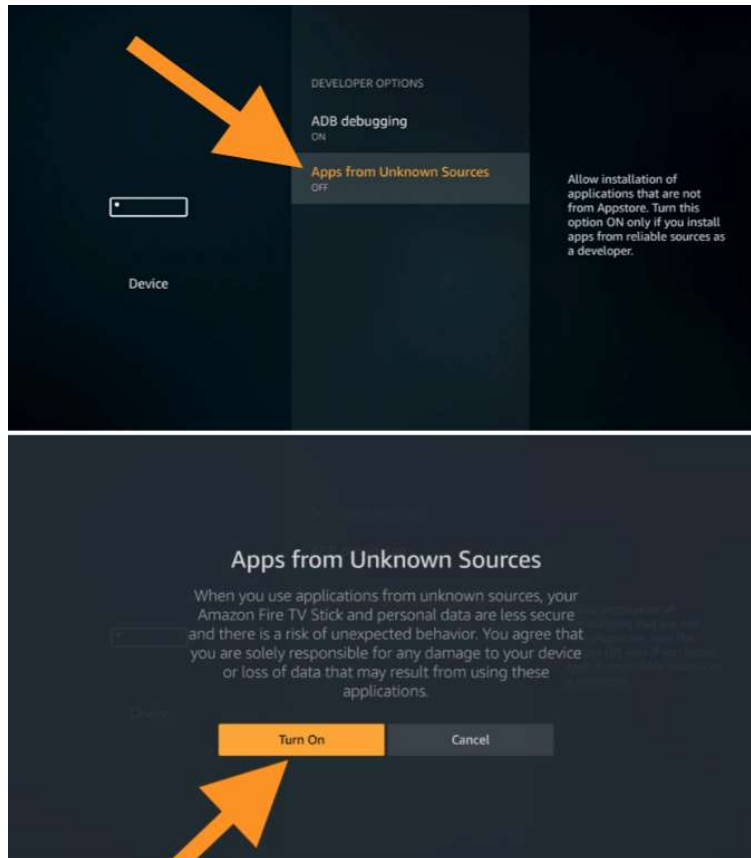 DEVELOPER OPTIONS
ADB debugging
ON
Apps from Unknown Sources
OFF
Allow installation of
applications that are not
from Appstore. Turn this
option ON only if you install
apps from reliable sources as
a developer.
Device
Apps from Unknown Sources
When you use applications from unknown sources, your
Amazon Fire TV Stick and personal data are less secure
and there is a risk of unexpected behavior. You agree that
you are solely responsible for any damage to your device
or loss of data that may result from using these
applications.
Turn On
Cancel